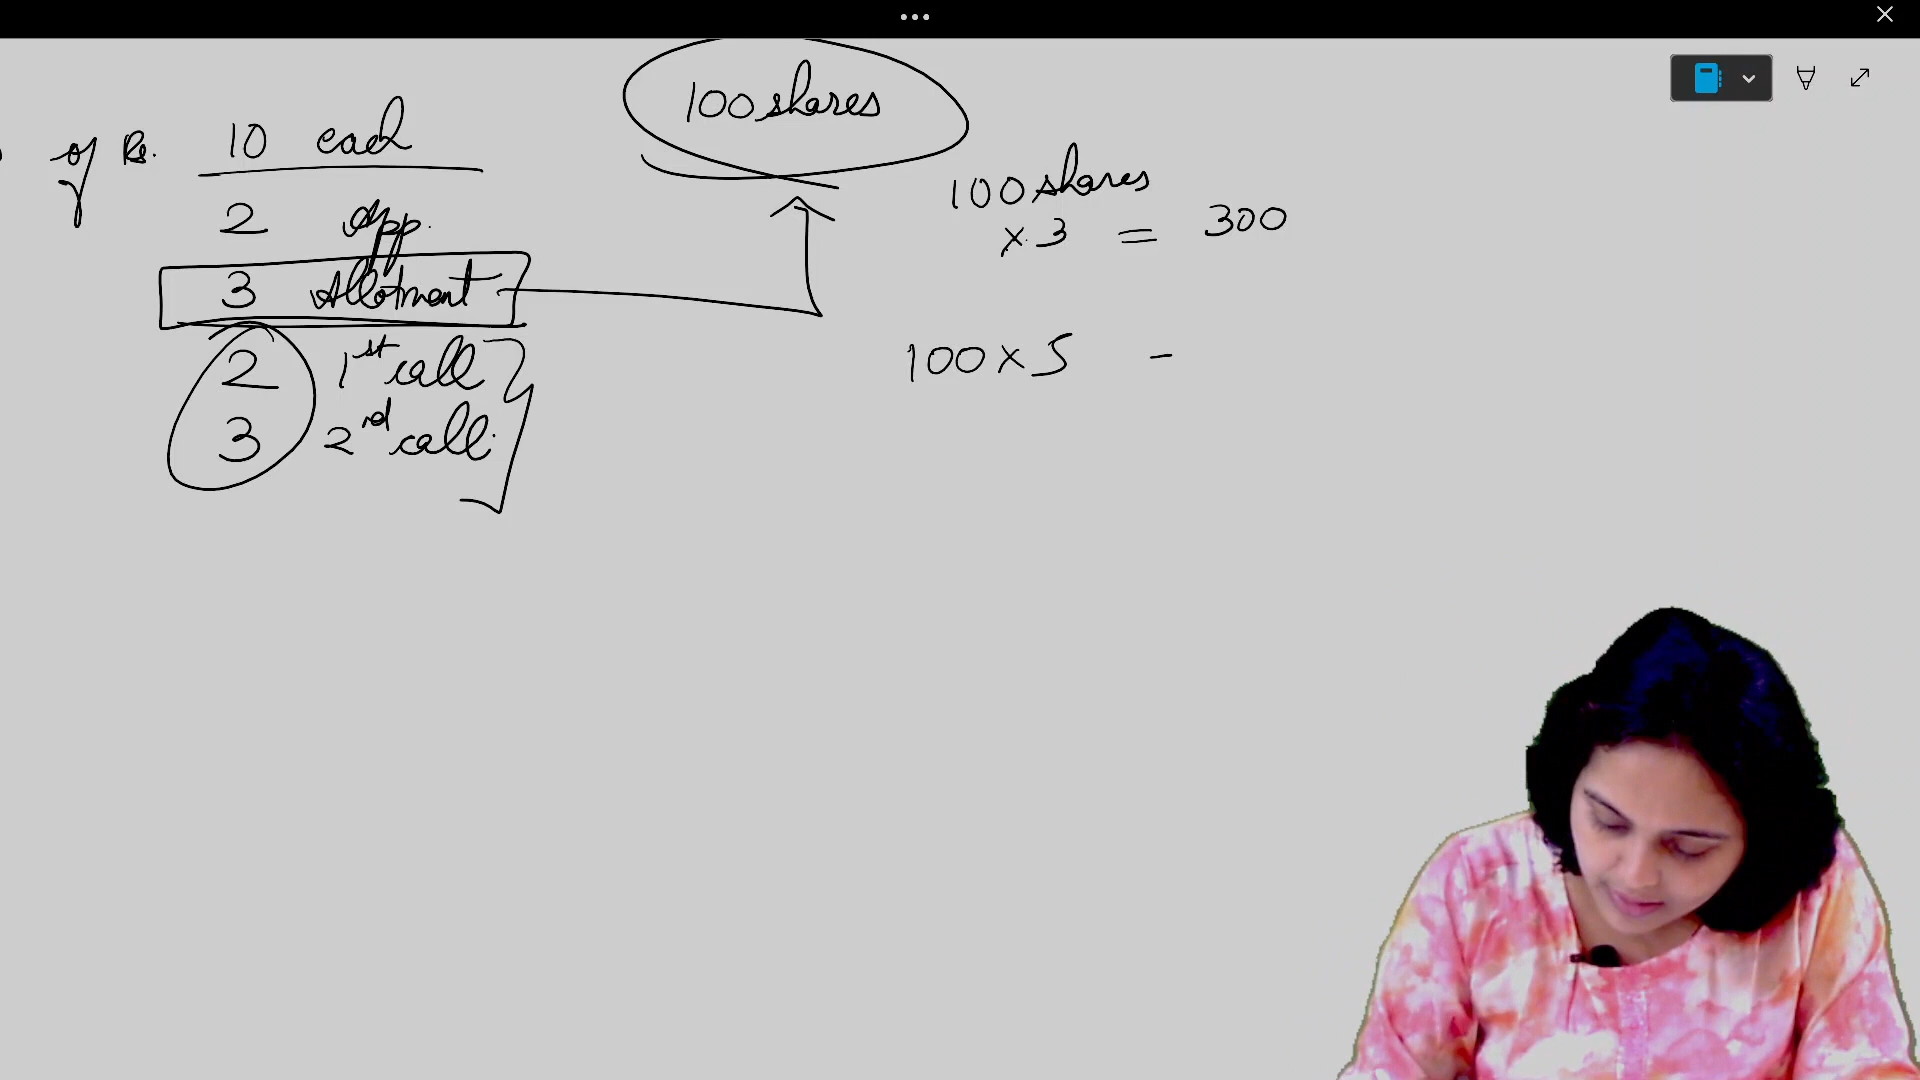 of Rs. 10 each
2 App.
3 Allotment
2 1st call
3 2nd call
100 shares
100 shares
× 3 = 300
100 × 5 -